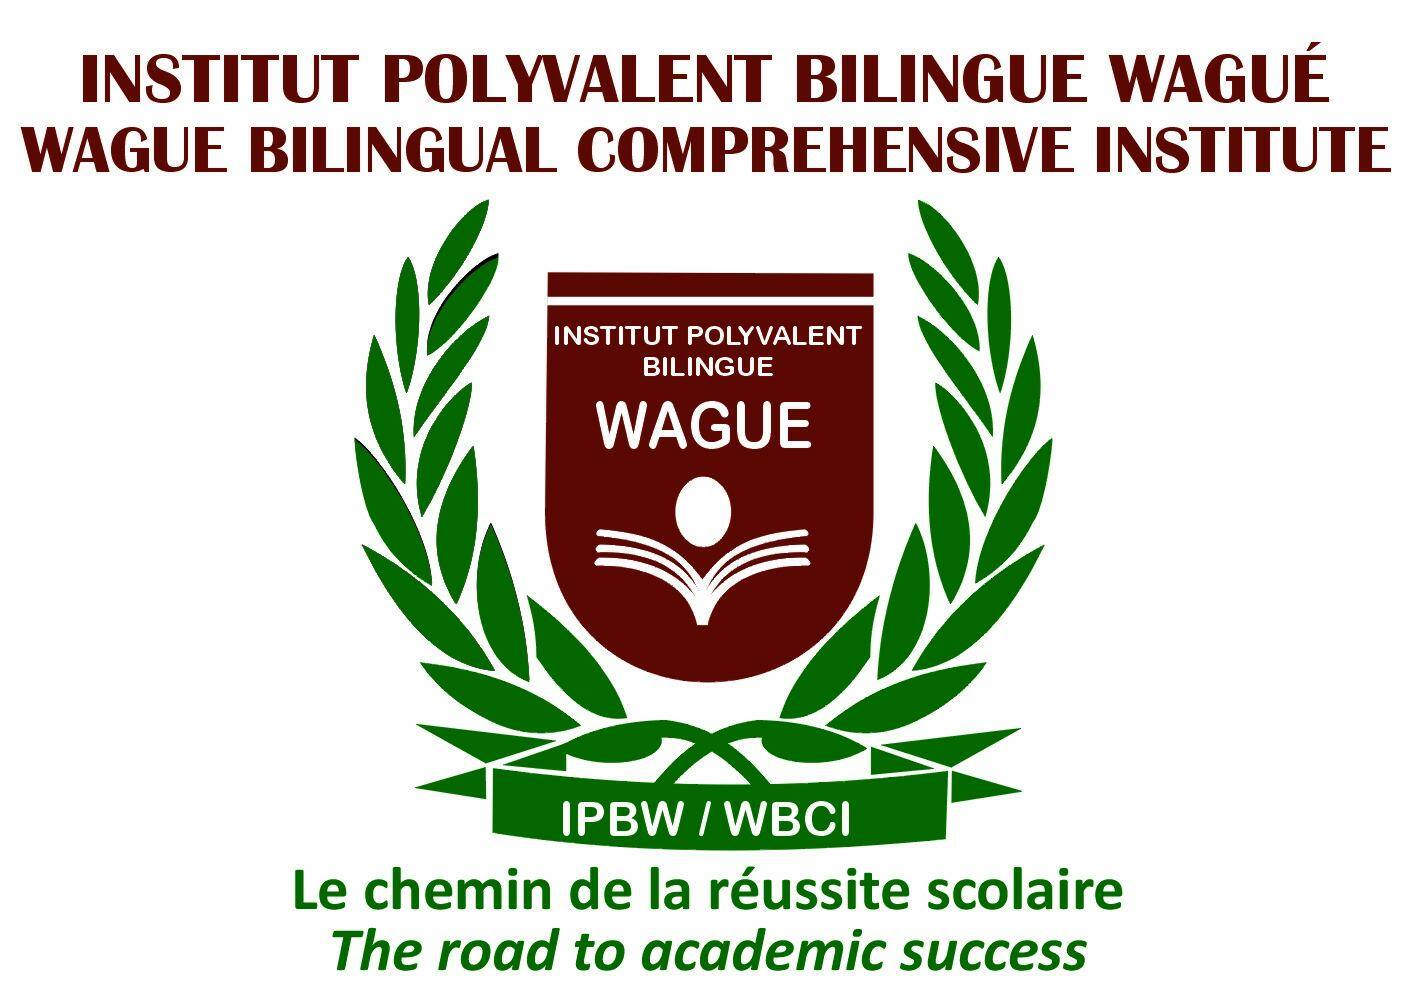 INSTITUT POLYVALENT BILINGUE WAGUÉ
WAGUE BILINGUAL COMPREHENSIVE INSTITUTE
INSTITUT POLYVALENT
BILINGUE
WAGUE
IPBW / WBCI
Le chemin de la réussite scolaire
The road to academic success